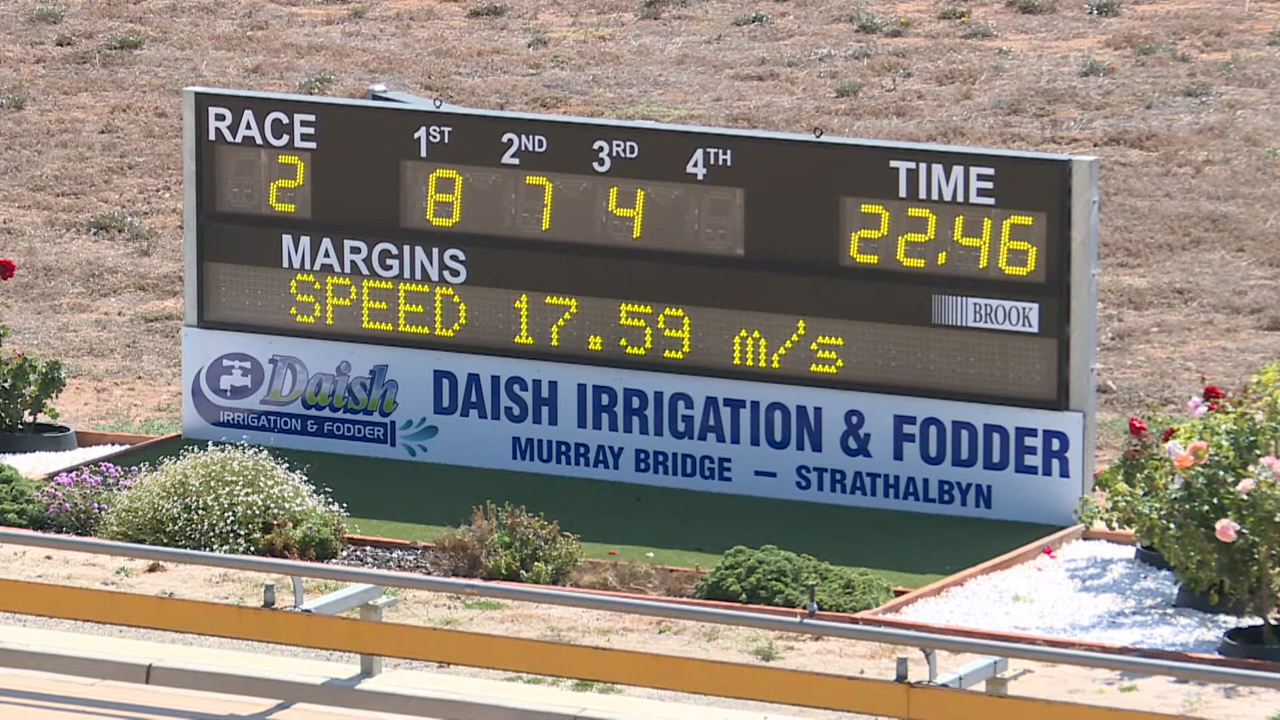 RACE 1ST 2ND 3RD 4TH TIME
2 8 7 4 22.46
MARGINS
BROOK
SPEED 17.59 m/s
Daish
IRRIGATION & FODDER
DAISH IRRIGATION & FODDER
MURRAY BRIDGE – STRATHALBYN